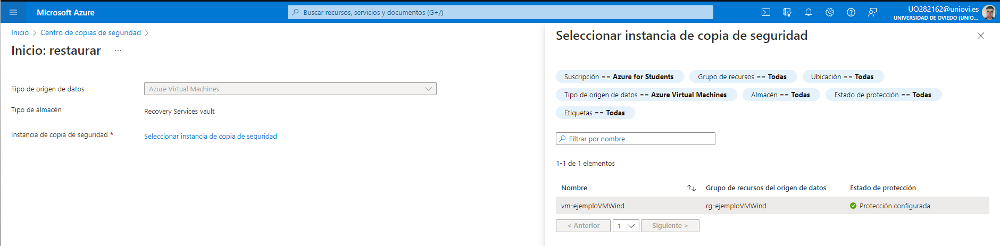 Microsoft Azure
Buscar recursos, servicios y documentos (G+/)
UO282162@uniovi.es
UNIVERSIDAD DE OVIEDO (UNIO...
Inicio > Centro de copias de seguridad >
Inicio: restaurar ...
Tipo de origen de datos
Azure Virtual Machines
Tipo de almacén
Recovery Services vault
Instancia de copia de seguridad *
Seleccionar instancia de copia de seguridad
Seleccionar instancia de copia de seguridad
Suscripción == Azure for Students
Grupo de recursos == Todas
Ubicación == Todas
Tipo de origen de datos == Azure Virtual Machines
Almacén == Todas
Estado de protección == Todas
Etiquetas == Todas
Filtrar por nombre
1-1 de 1 elementos
Nombre
Grupo de recursos del origen de datos
Estado de protección
vm-ejemploVMWind
rg-ejemploVMWind
Protección configurada
< Anterior
1
Siguiente >